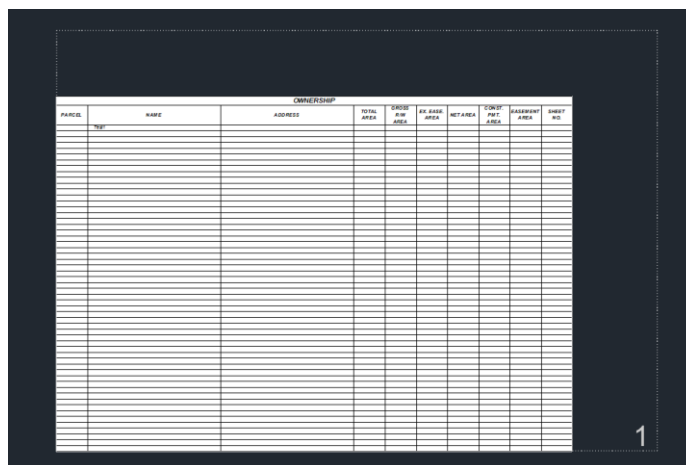 OWNERSHIP
PARCEL NAME ADDRESS TOTAL AREA GROSS R/W AREA EX. EASE. AREA NET AREA CONST. PMT. AREA EASEMENT AREA SHEET NO.
1